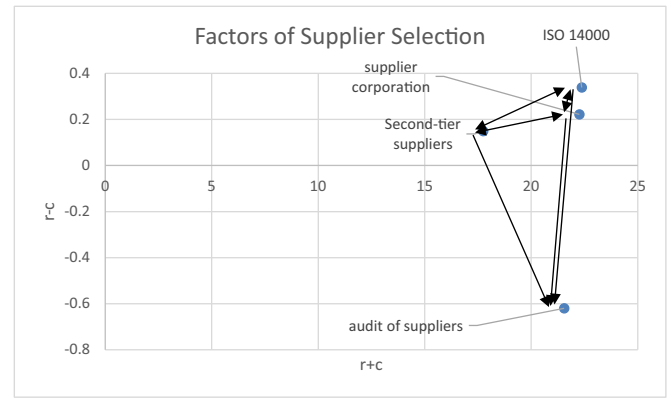 Factors of Supplier Selection
ISO 14000
supplier
corporation
Second-tier
suppliers
audit of suppliers
0.4
0.2
0
-0.2
-0.4
-0.6
-0.8
0 5 10 15 20 25
r-c
r+c